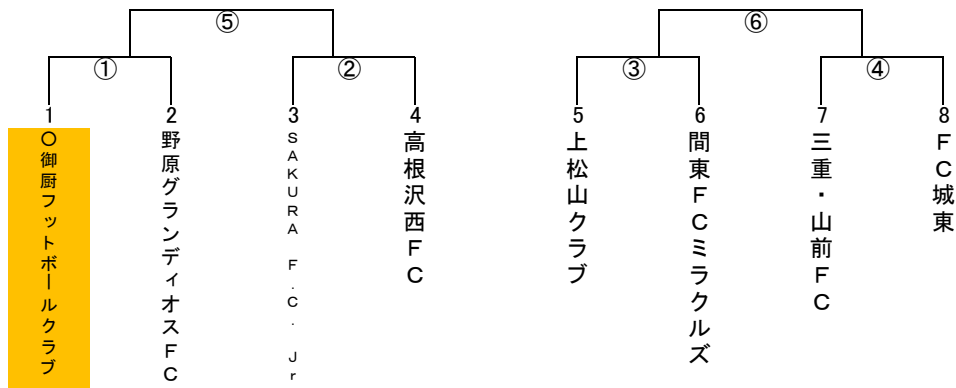 ⑤
⑥
①
②
③
④
1
2
3
4
5
6
7
8
〇御厨フットボールクラブ
野原グランディオスFC
SAKURA F.C. Jr
高根沢西FC
上松山クラブ
間東FCミラクルズ
三重・山前FC
FC城東